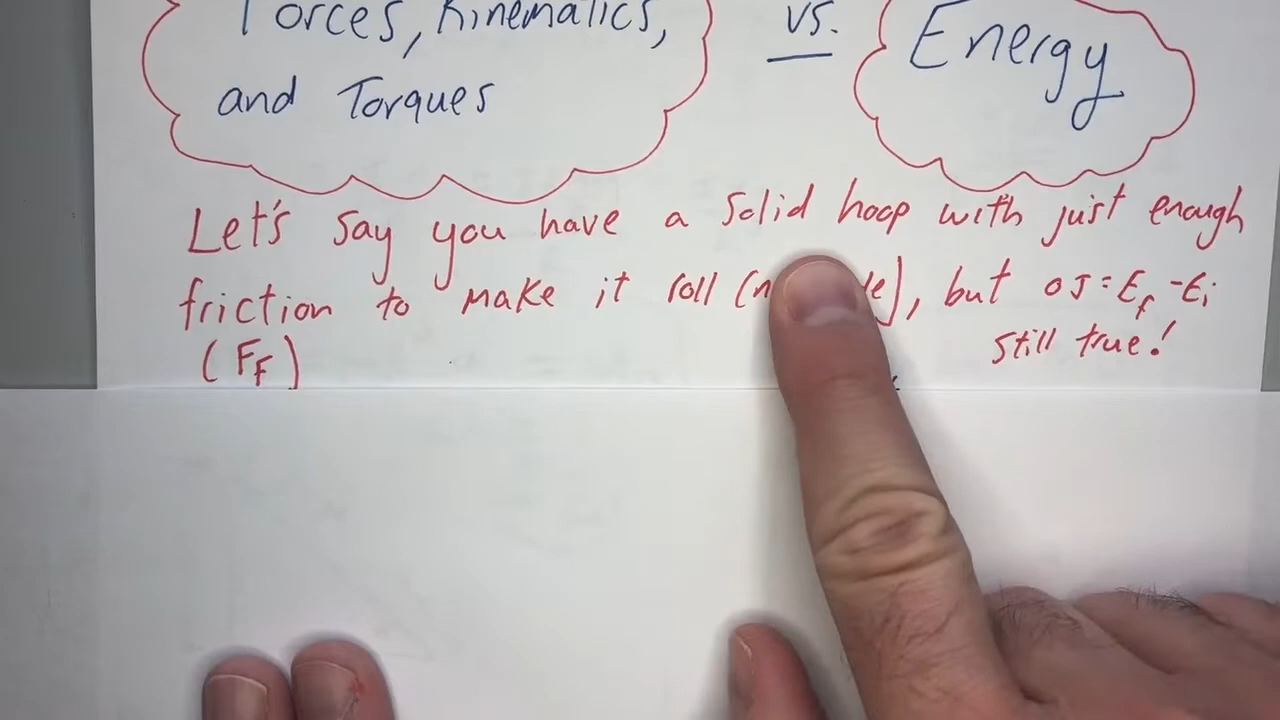 Forces, Kinematics,
and Torques
vs.
Energy
Let's say you have a solid hoop with just enough
friction to make it roll (n
), but 0J = Ef - Ei
(FF)
still true!